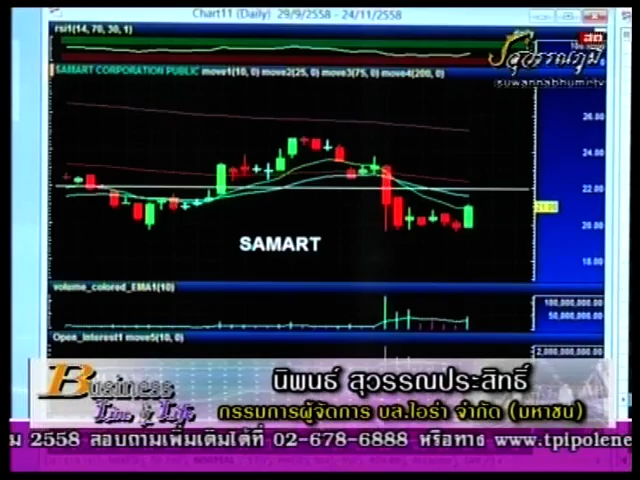 Chart11 (Daily) 29/9/2558 - 24/11/2558
rsi1(14, 70, 30, 1)
daily
สด
สุวรรณภูมิ
SAMART CORPORATION PUBLIC move1(10, 0) move2(25, 0) move3(75, 0) move4(200, 0)
26.00
24.00
22.00
21.00
20.00
18.00
SAMART
volume_colored_EMA1(10)
100,000,000.00
50,000,000.00
Open_Interest1 move5(10, 0)
2,000,000,000.00
Business
Line & Life
นิพนธ์ สุวรรณประสิทธิ์
กรรมการผู้จัดการ บล.ไอร่า จำกัด (มหาชน)
ม 2558 สอบถามเพิ่มเติมได้ที่ 02-678-6888 หรือทาง www.tpipolene